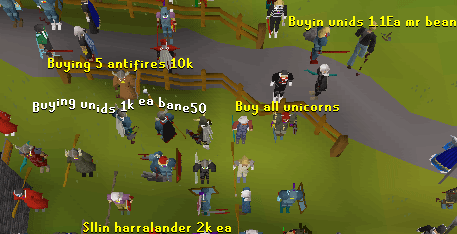 Buyin unids 1.1Ea mr bean
Buying 5 antifires 10k
Buying unids 1k ea bane50
Buy all unicorns
Sllin harralander 2k ea